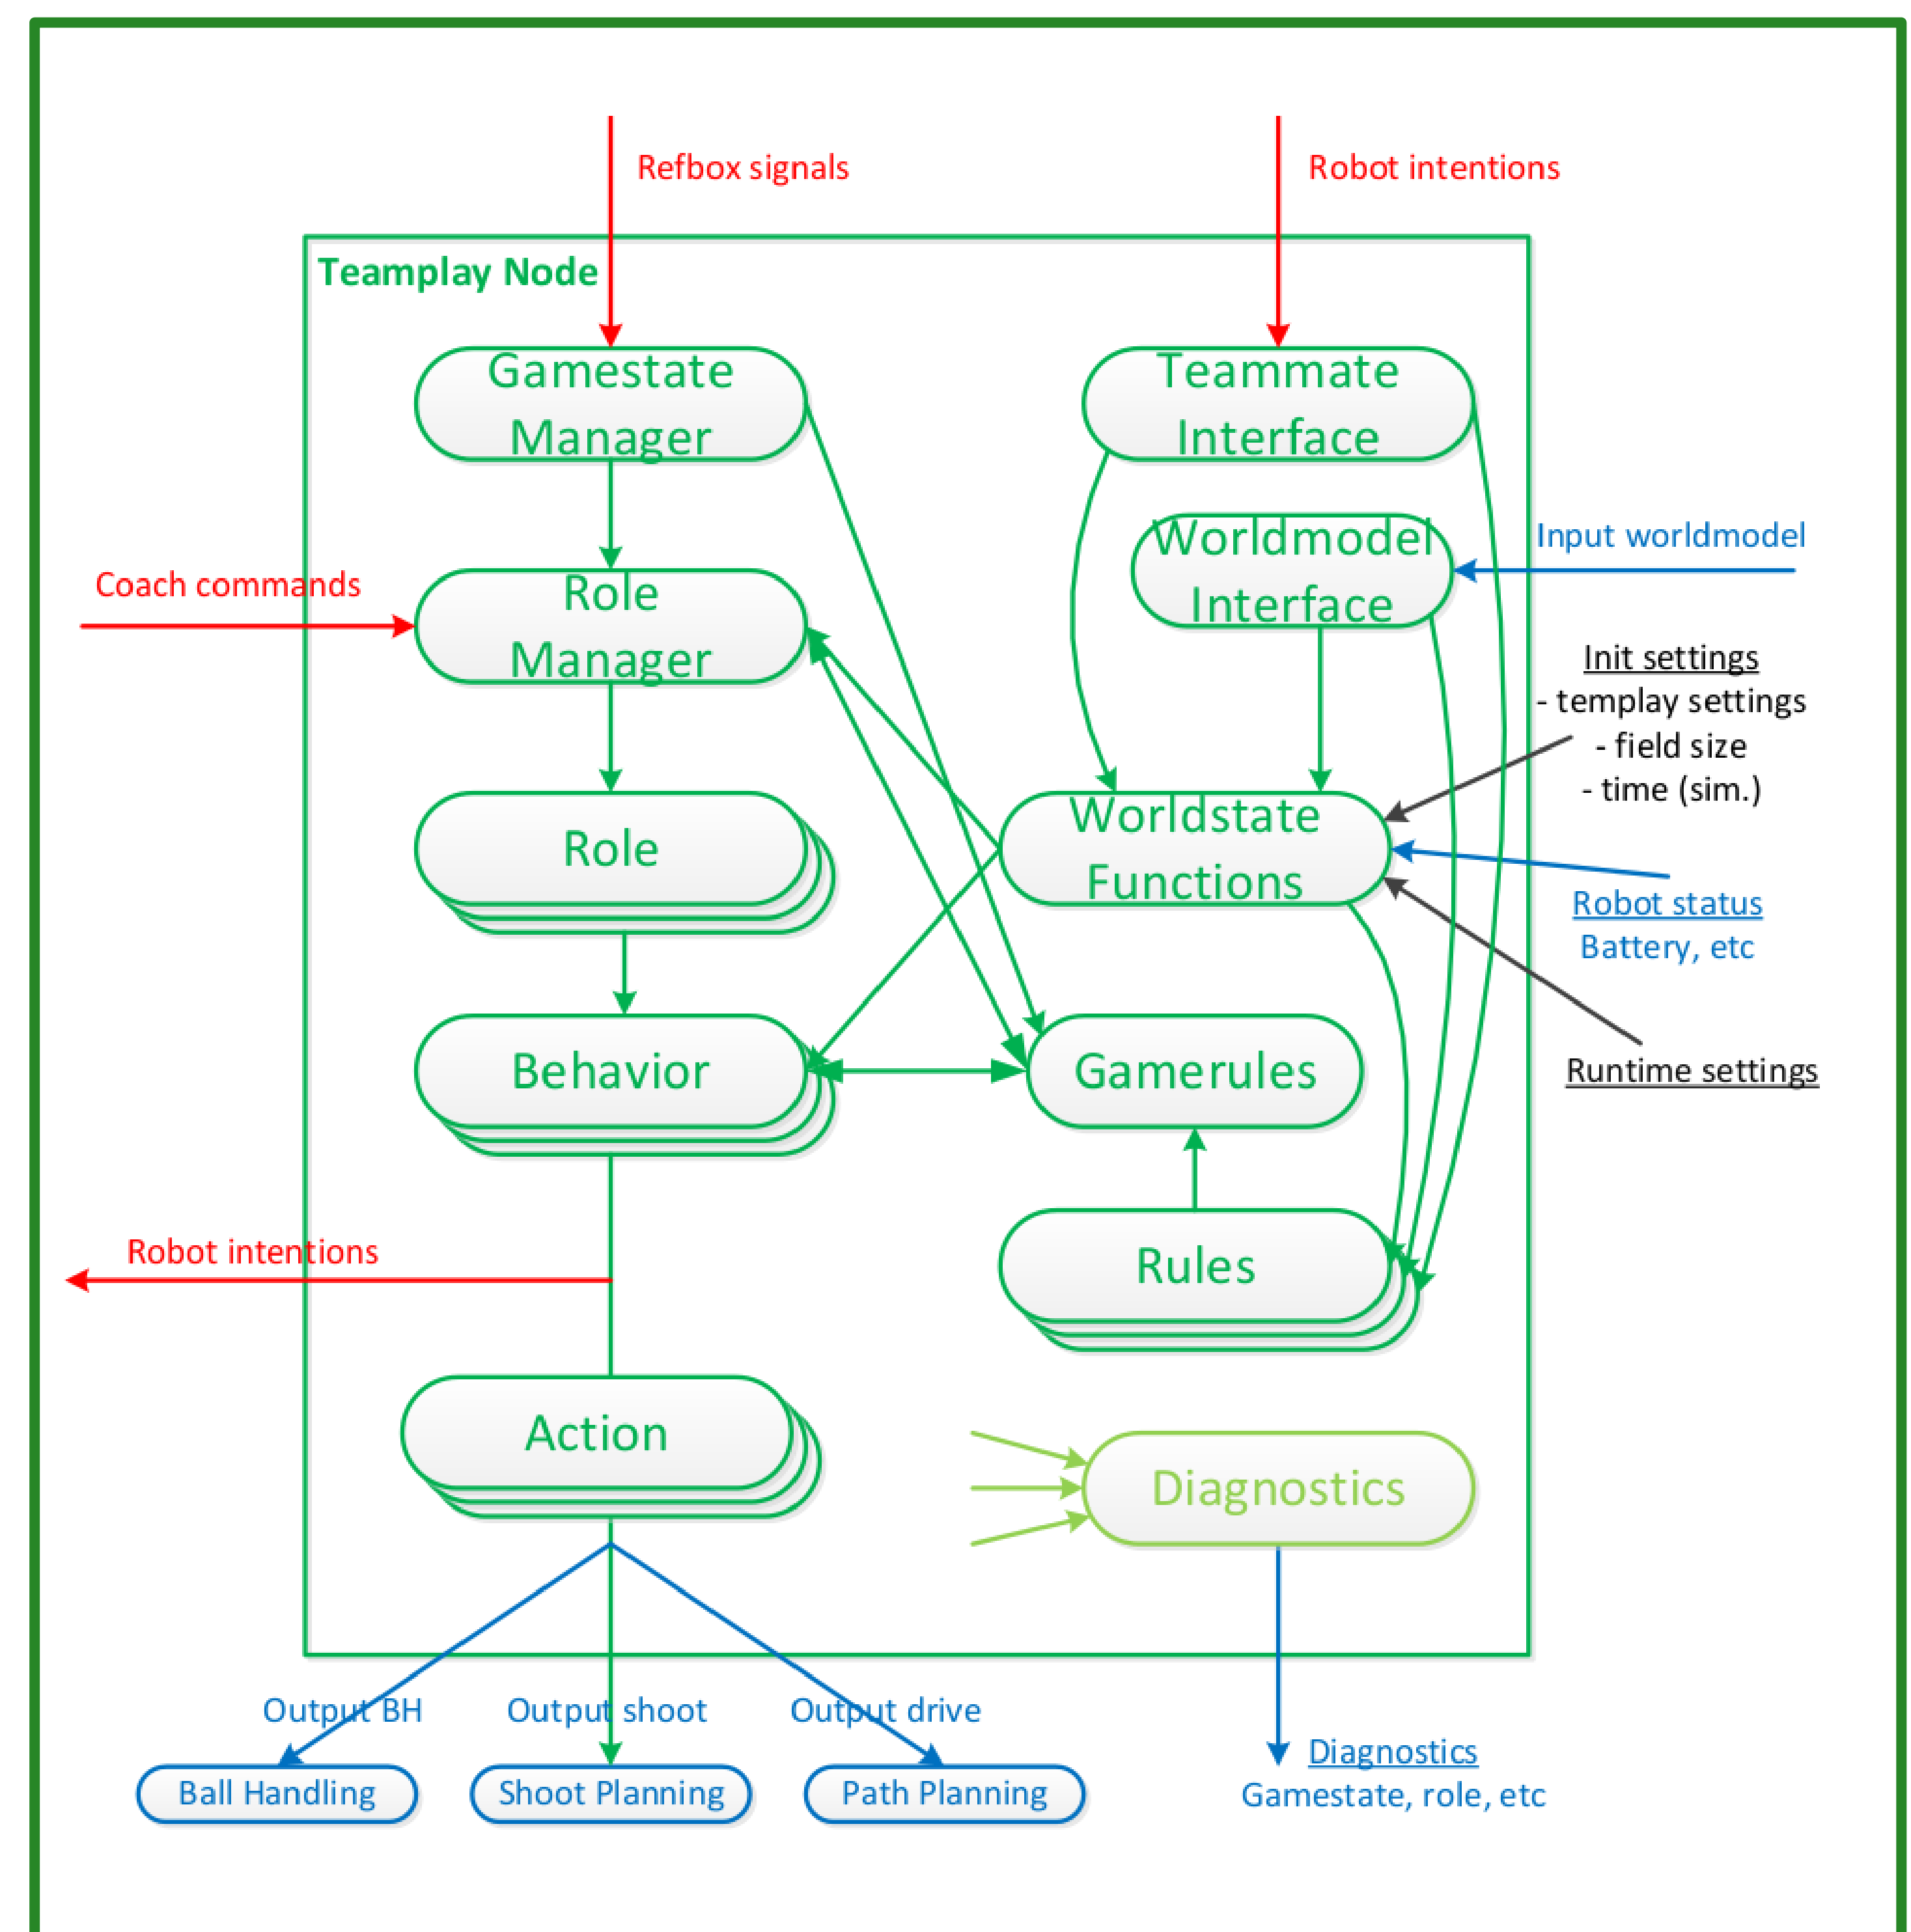 Refbox signals
Robot intentions
Teamplay Node
Gamestate
Manager
Teammate
Interface
Worldmodel
Interface
Input worldmodel
Coach commands
Role
Manager
Init settings
- templay settings
- field size
- time (sim.)
Role
Worldstate
Functions
Robot status
Battery, etc
Behavior
Gamerules
Runtime settings
Robot intentions
Rules
Action
Diagnostics
Output BH
Output shoot
Output drive
Ball Handling
Shoot Planning
Path Planning
Diagnostics
Gamestate, role, etc